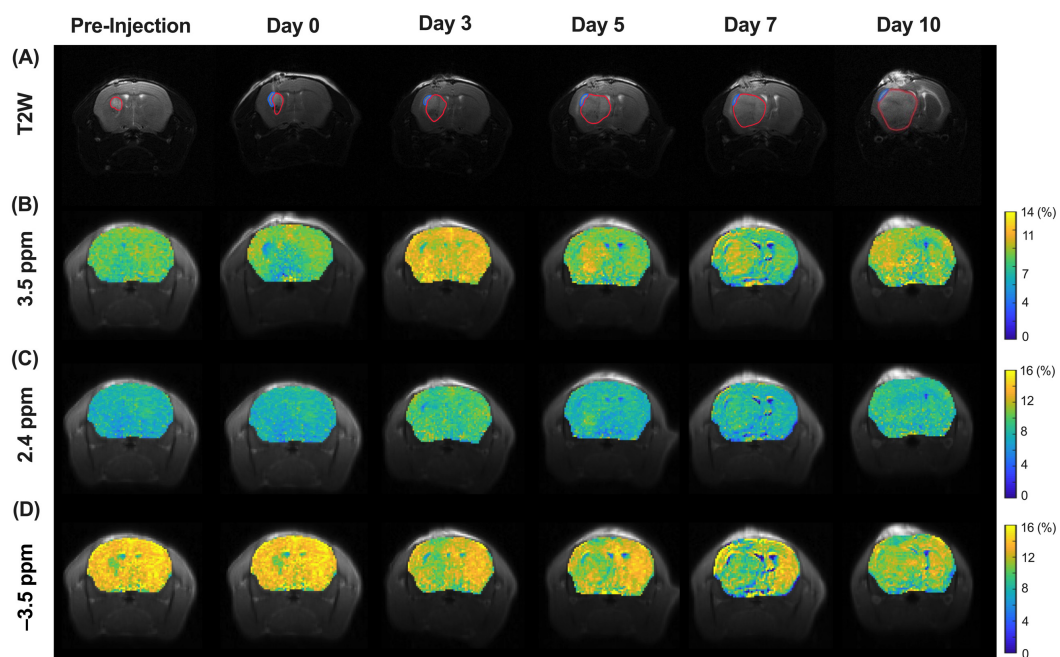 Pre-Injection Day 0 Day 3 Day 5 Day 7 Day 10
(A)
T2W
(B)
3.5 ppm
14 (%)
11
7
4
0
(C)
2.4 ppm
16 (%)
12
8
4
0
(D)
–3.5 ppm
16 (%)
12
8
4
0